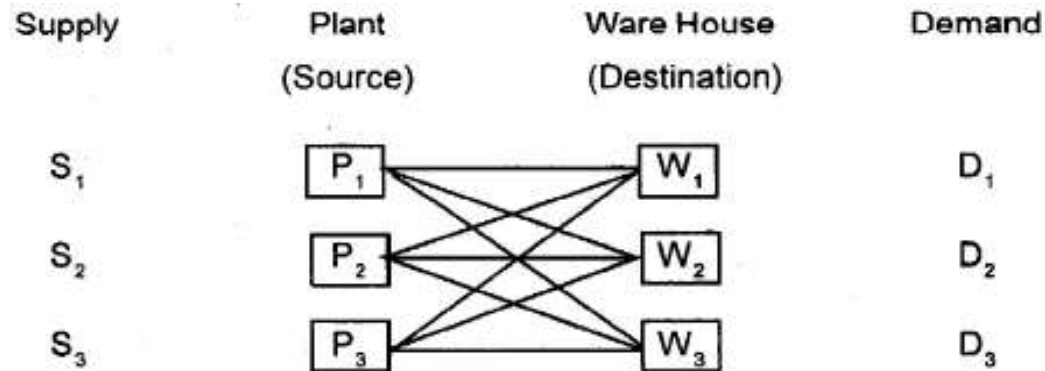 Supply Plant Ware House Demand
(Source) (Destination)
S₁ P₁ W₁ D₁
S₂ P₂ W₂ D₂
S₃ P₃ W₃ D₃